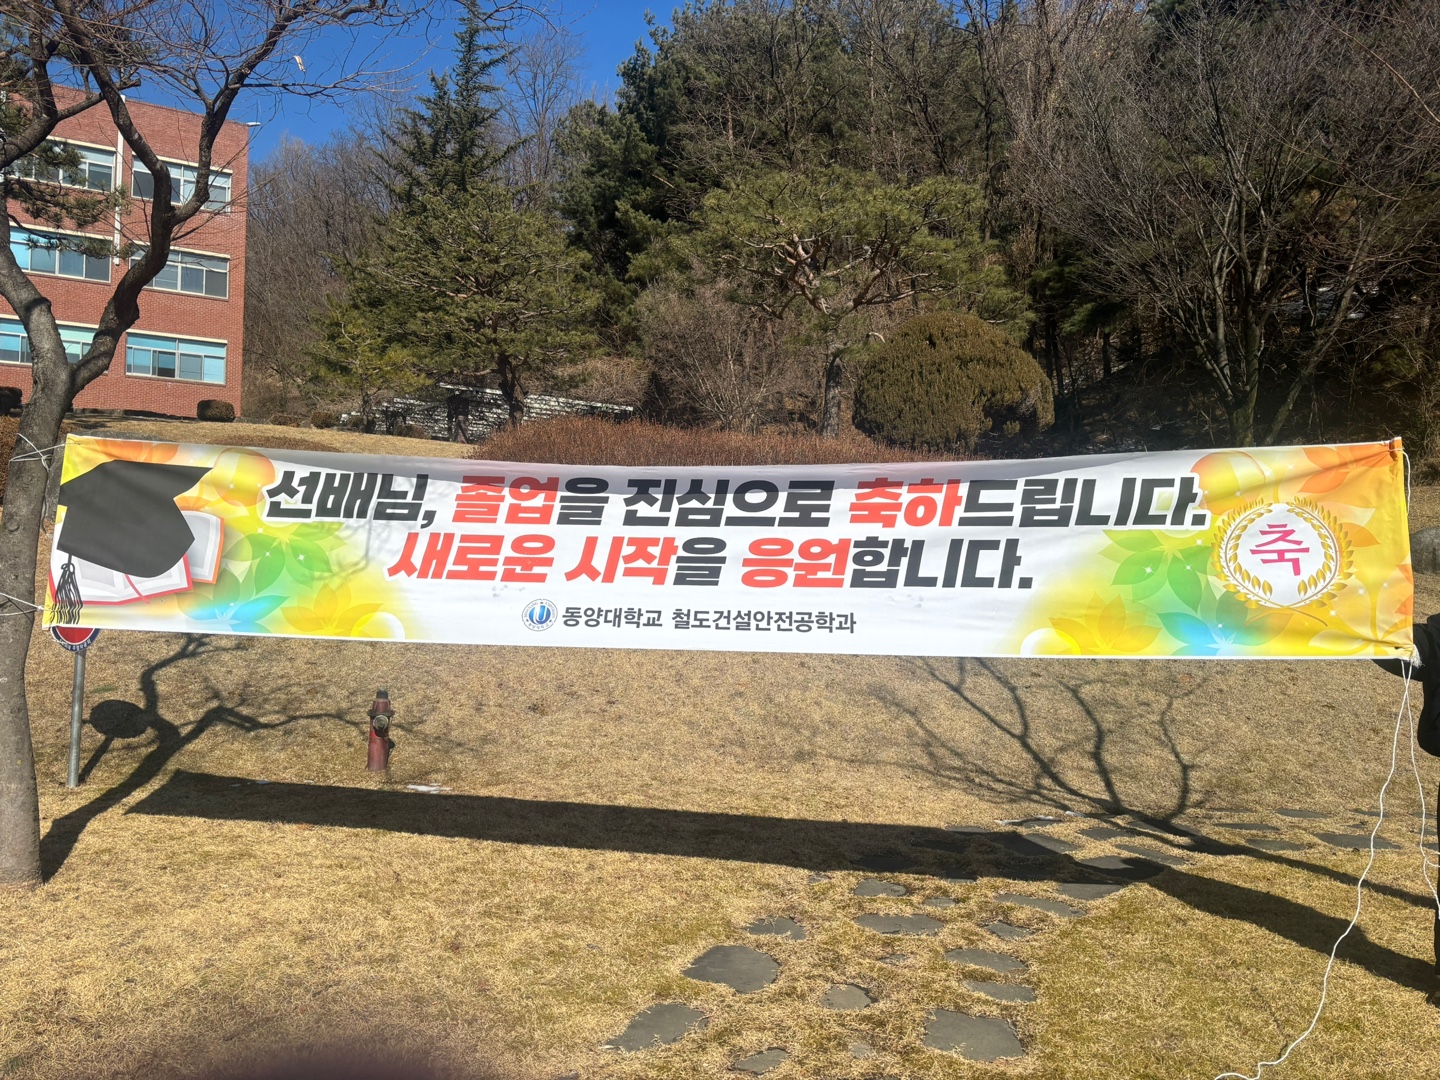 선배님, 졸업을 진심으로 축하드립니다.
새로운 시작을 응원합니다.
동양대학교 철도건설안전공학과
축